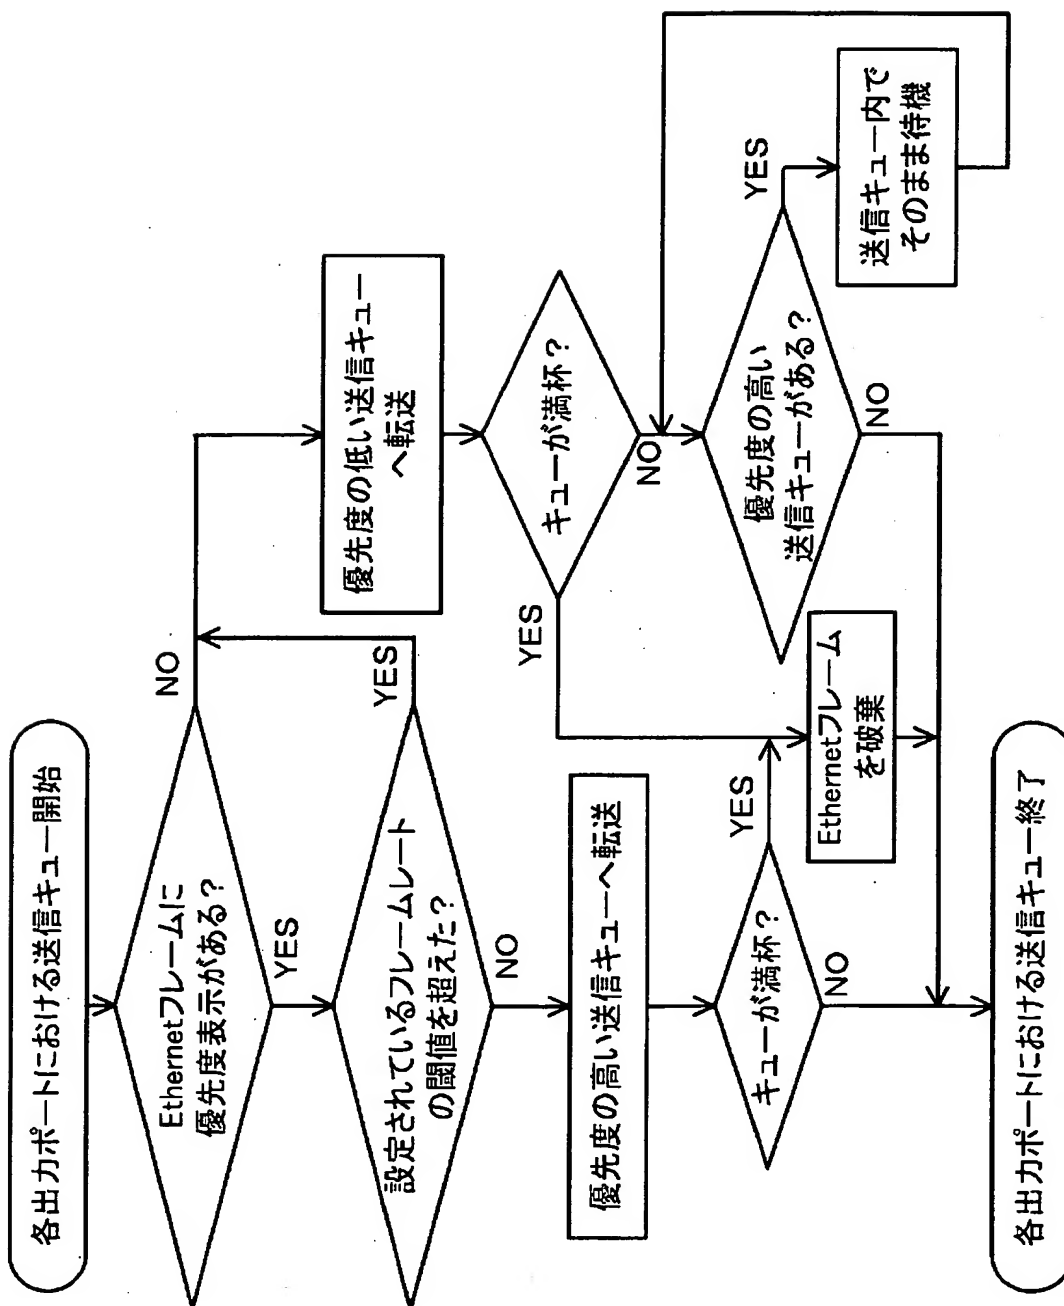 各出力ポートにおける送信キュー開始
Ethernetフレームに
優先度表示がある？
NO
YES
設定されているフレームレート
の閾値を超えた？
YES
NO
優先度の高い送信キューへ転送
キューが満杯？
YES
NO
優先度の低い送信キュー
へ転送
キューが満杯？
YES
NO
優先度の高い
送信キューがある？
YES
NO
送信キュー内で
そのまま待機
Ethernetフレーム
を破棄
各出力ポートにおける送信キュー終了